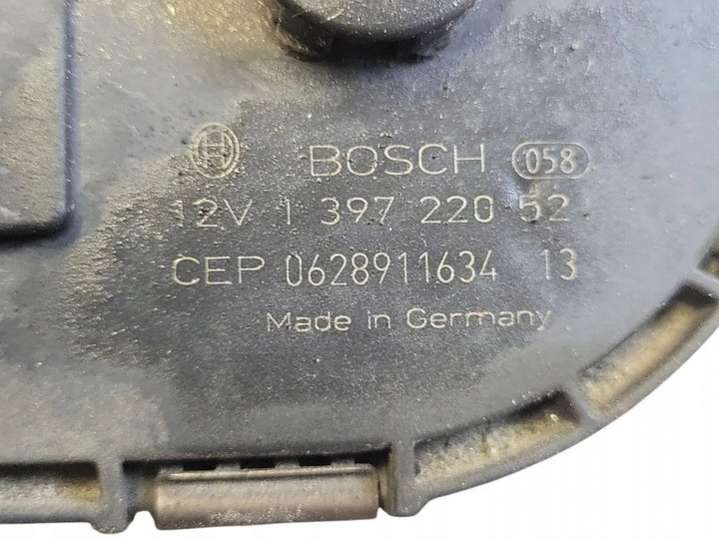 BOSCH 058
12V 1 397 220 52
CEP 0628911634 13
Made in Germany